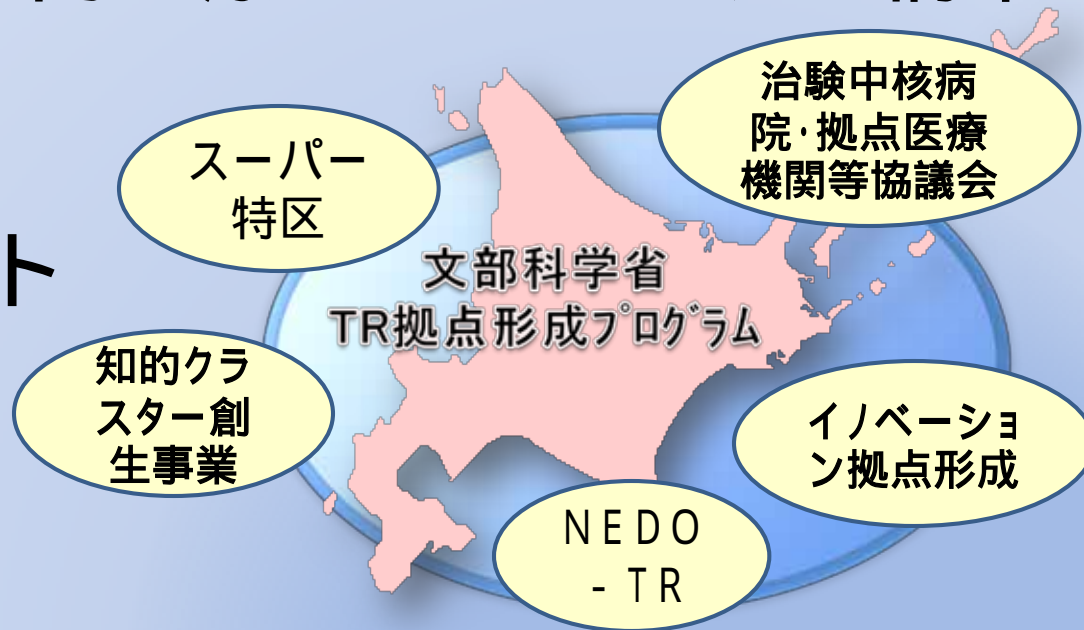 治験中核病
院・拠点医療
機関等協議会
スーパー
特区
ト
文部科学省
TR拠点形成プログラム
知的クラ
スター創
生事業
イノベーショ
ン拠点形成
NEDO
-TR